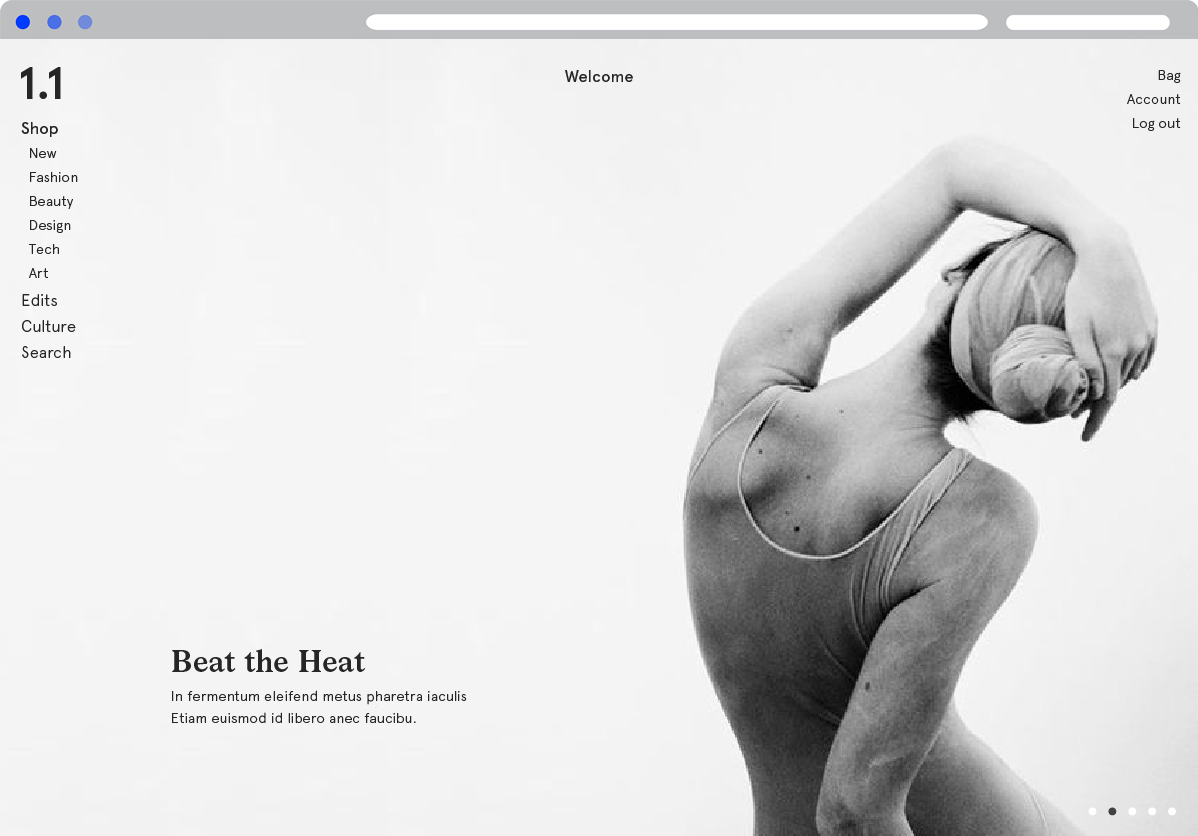 1.1
Welcome
Bag
Account
Log out
Shop
New
Fashion
Beauty
Design
Tech
Art
Edits
Culture
Search
Beat the Heat
In fermentum eleifend metus pharetra iaculis
Etiam euismod id libero anec faucibu.